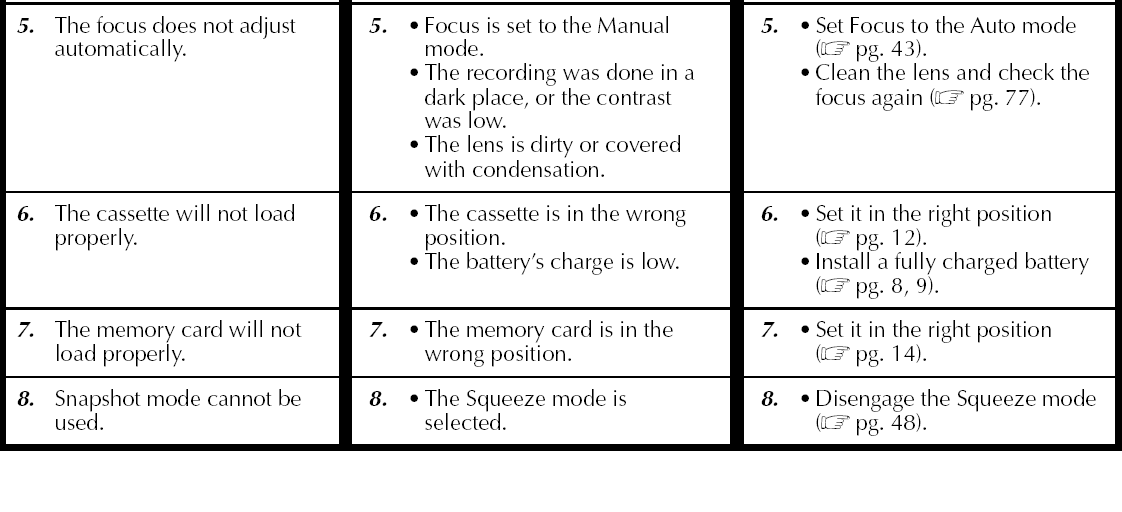 5. The focus does not adjust
automatically.
5. • Focus is set to the Manual
mode.
• The recording was done in a
dark place, or the contrast
was low.
• The lens is dirty or covered
with condensation.
5. • Set Focus to the Auto mode
(☞ pg. 43).
• Clean the lens and check the
focus again (☞ pg. 77).
6. The cassette will not load
properly.
6. • The cassette is in the wrong
position.
• The battery’s charge is low.
6. • Set it in the right position
(☞ pg. 12).
• Install a fully charged battery
(☞ pg. 8, 9).
7. The memory card will not
load properly.
7. • The memory card is in the
wrong position.
7. • Set it in the right position
(☞ pg. 14).
8. Snapshot mode cannot be
used.
8. • The Squeeze mode is
selected.
8. • Disengage the Squeeze mode
(☞ pg. 48).